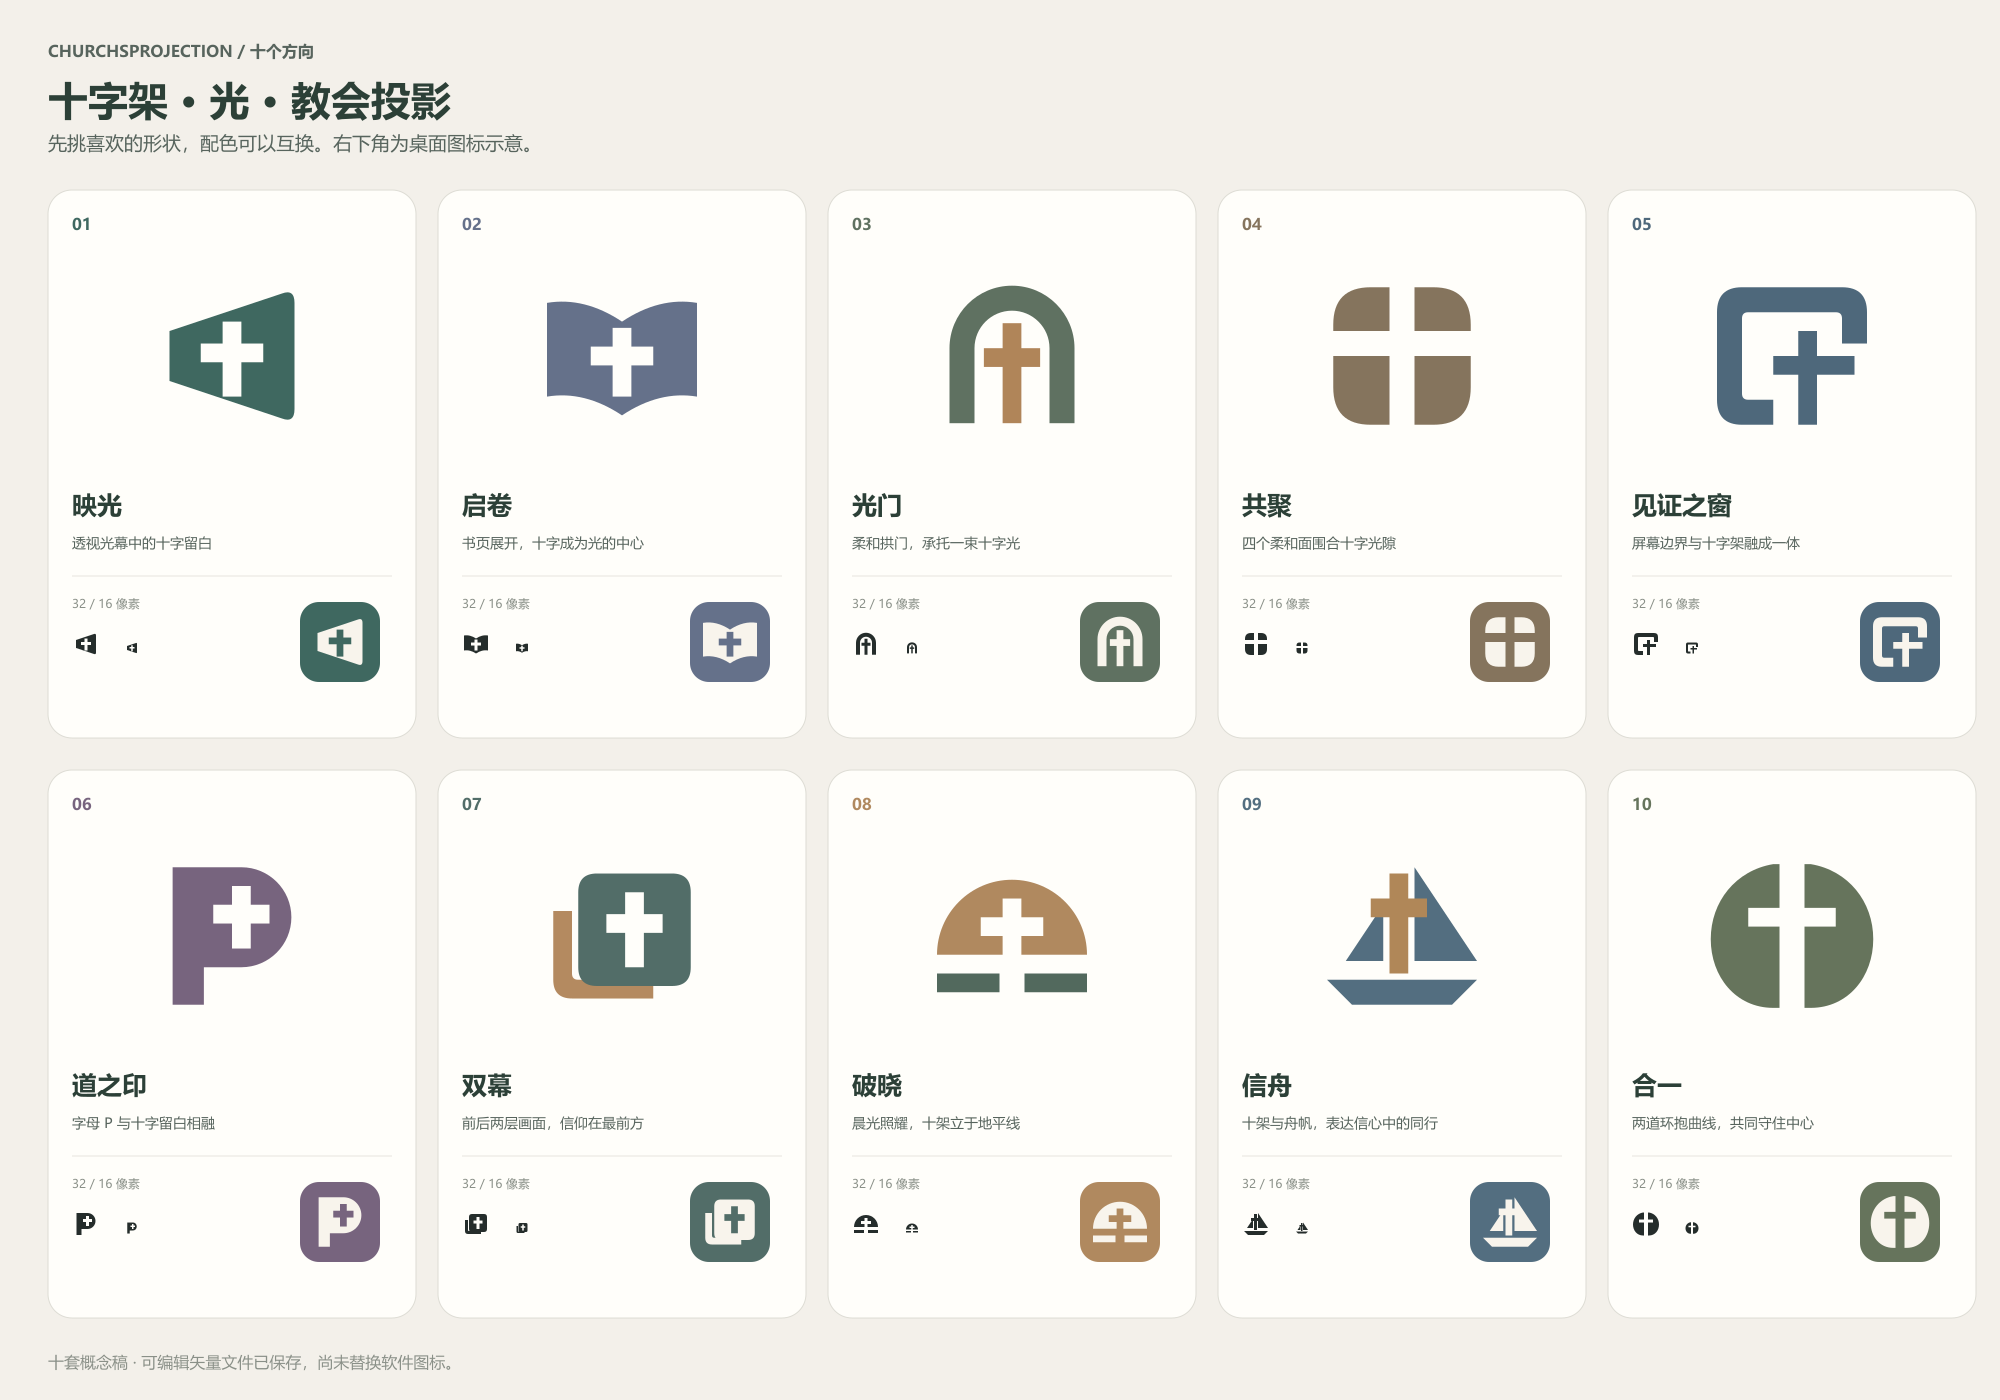 CHURCHSPROJECTION / 十个方向
十字架·光·教会投影
先挑喜欢的形状，配色可以互换。右下角为桌面图标示意。
01
映光
透视光幕中的十字留白
32 / 16 像素
02
启卷
书页展开，十字成为光的中心
32 / 16 像素
03
光门
柔和拱门，承托一束十字光
32 / 16 像素
04
共聚
四个柔和面围合十字光隙
32 / 16 像素
05
见证之窗
屏幕边界与十字架融成一体
32 / 16 像素
06
道之印
字母 P 与十字留白相融
32 / 16 像素
07
双幕
前后两层画面，信仰在最前方
32 / 16 像素
08
破晓
晨光照耀，十架立于地平线
32 / 16 像素
09
信舟
十架与舟帆，表达信心中的同行
32 / 16 像素
10
合一
两道环抱曲线，共同守住中心
32 / 16 像素
十套概念稿 · 可编辑矢量文件已保存，尚未替换软件图标。